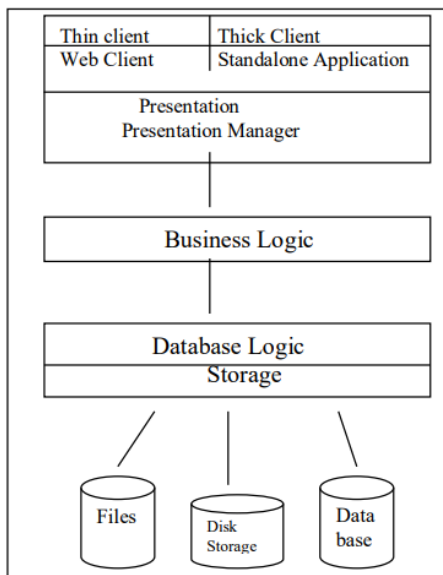 Thin client Thick Client
Web Client Standalone Application
Presentation
Presentation Manager
Business Logic
Database Logic
Storage
Files
Disk
Storage
Data
base